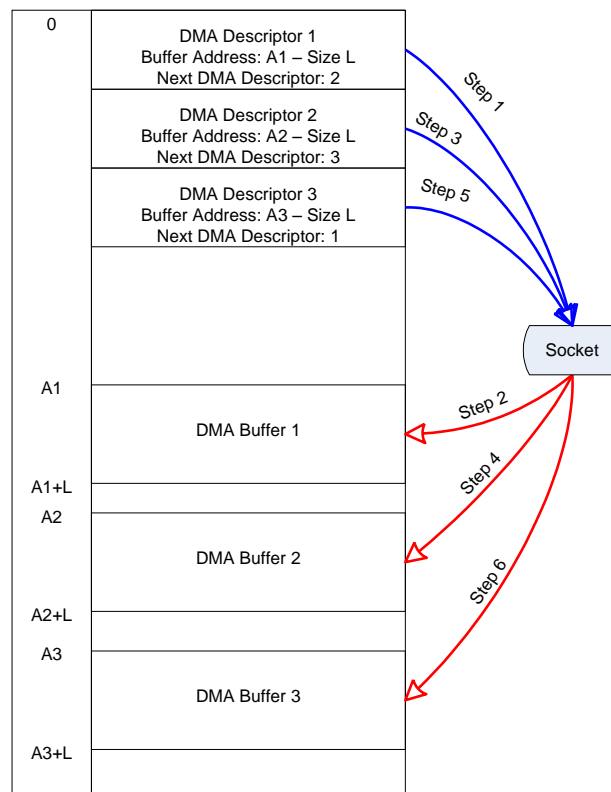 0
DMA Descriptor 1
Buffer Address: A1 – Size L
Next DMA Descriptor: 2
DMA Descriptor 2
Buffer Address: A2 – Size L
Next DMA Descriptor: 3
DMA Descriptor 3
Buffer Address: A3 – Size L
Next DMA Descriptor: 1
Step 1
Step 3
Step 5
Socket
A1
DMA Buffer 1
A1+L
Step 2
A2
DMA Buffer 2
A2+L
Step 4
A3
DMA Buffer 3
A3+L
Step 6